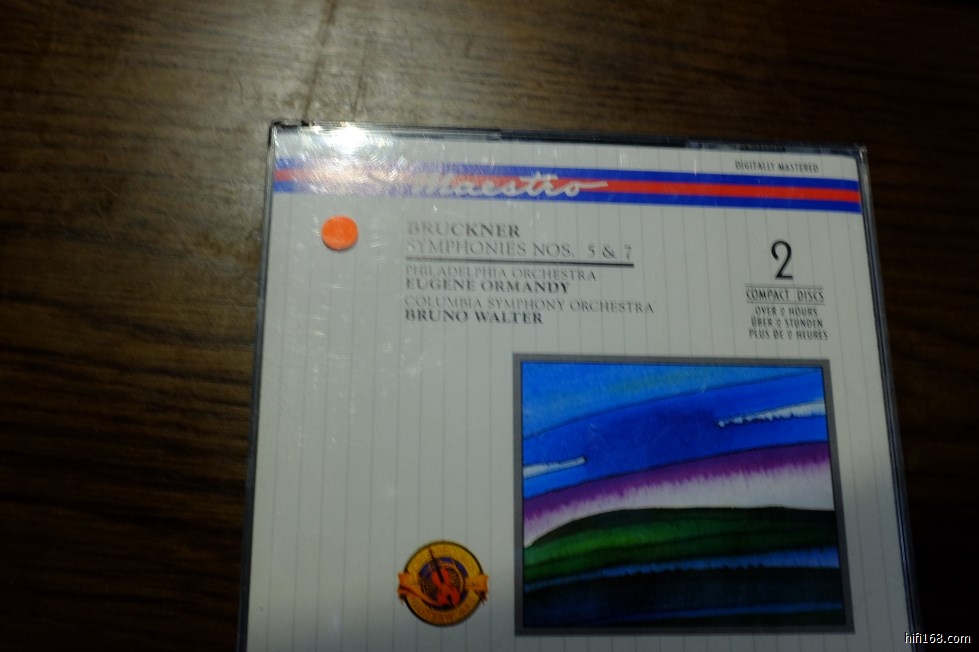 DIGITALLY MASTERED
Maestro
BRUCKNER
SYMPHONIES NOS. 5 & 7
PHILADELPHIA ORCHESTRA
EUGENE ORMANDY
COLUMBIA SYMPHONY ORCHESTRA
BRUNO WALTER
2
COMPACT DISCS
OVER 2 HOURS
ÜBER 2 STUNDEN
PLUS DE 2 HEURES
hifi168.com